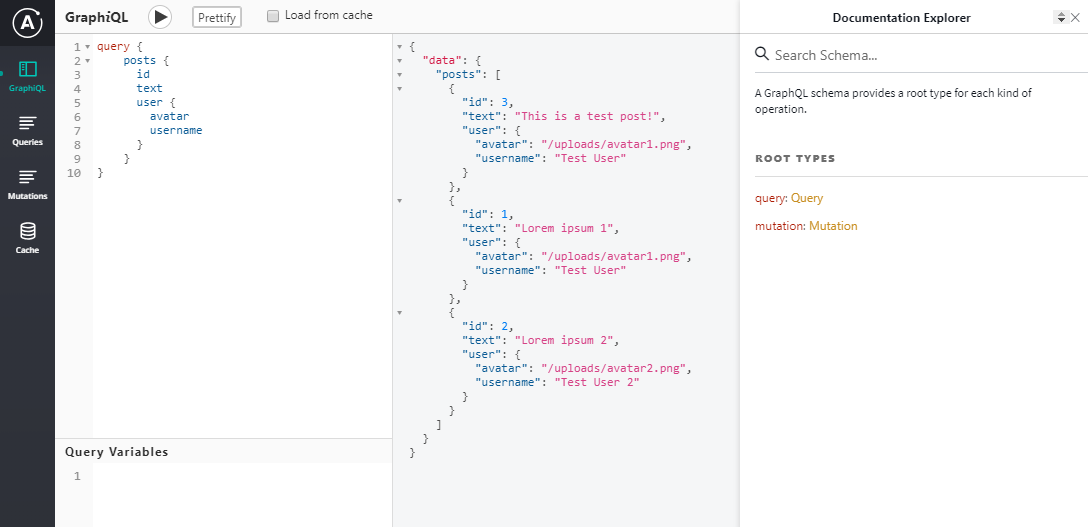 GraphiQL
Prettify
Load from cache
GraphiQL
Queries
Mutations
Cache
1 query {
2 posts {
3 id
4 text
5 user {
6 avatar
7 username
8 }
9 }
10 }
Query Variables
1
{
"data": {
"posts": [
{
"id": 3,
"text": "This is a test post!",
"user": {
"avatar": "/uploads/avatar1.png",
"username": "Test User"
}
},
{
"id": 1,
"text": "Lorem ipsum 1",
"user": {
"avatar": "/uploads/avatar1.png",
"username": "Test User"
}
},
{
"id": 2,
"text": "Lorem ipsum 2",
"user": {
"avatar": "/uploads/avatar2.png",
"username": "Test User 2"
}
}
]
}
}
Documentation Explorer
Search Schema...
A GraphQL schema provides a root type for each kind of
operation.
ROOT TYPES
query: Query
mutation: Mutation